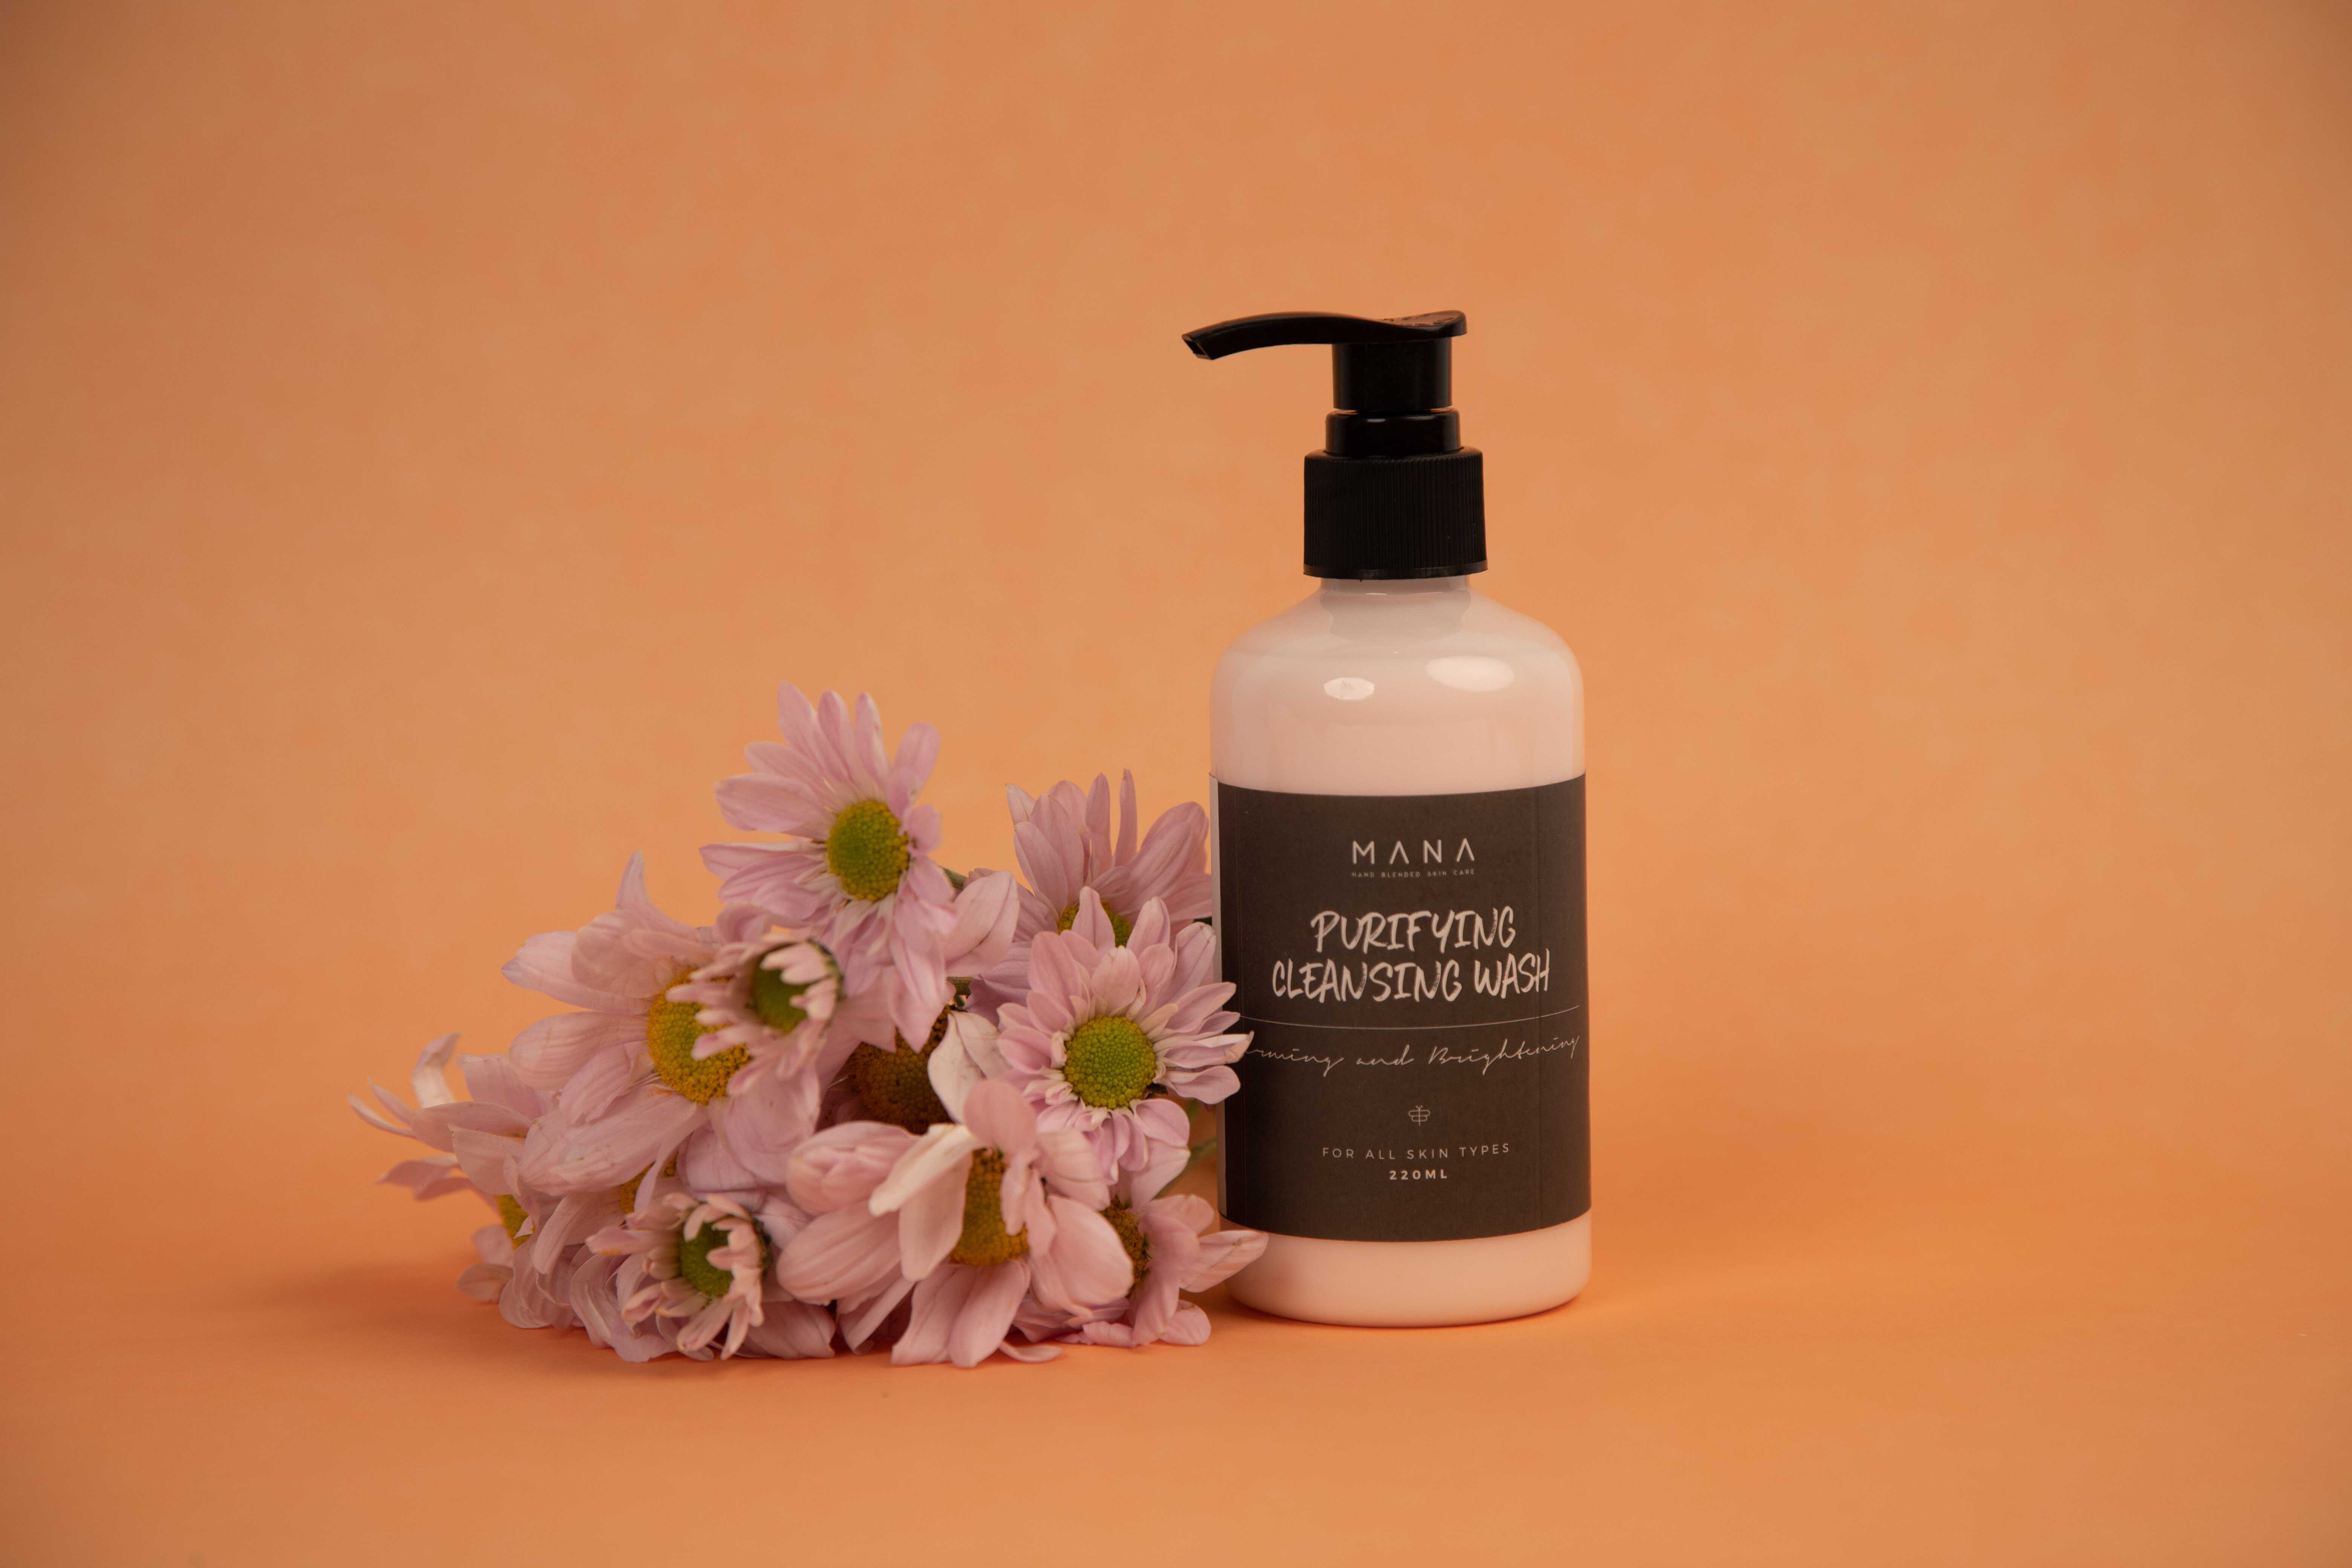 MANA
HAND BLENDED SKIN CARE
PURIFYING
CLEANSING WASH
and Brightening
FOR ALL SKIN TYPES
220ML